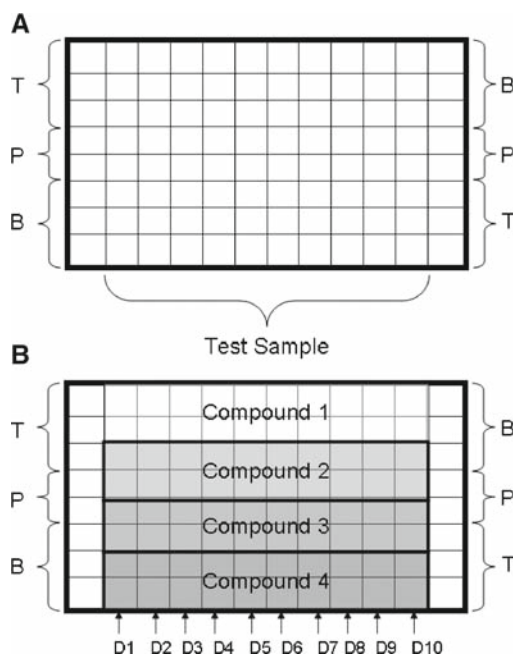 A
T B
P P
B T
Test Sample
B
Compound 1
T B
Compound 2
P P
Compound 3
B T
Compound 4
D1 D2 D3 D4 D5 D6 D7 D8 D9 D10